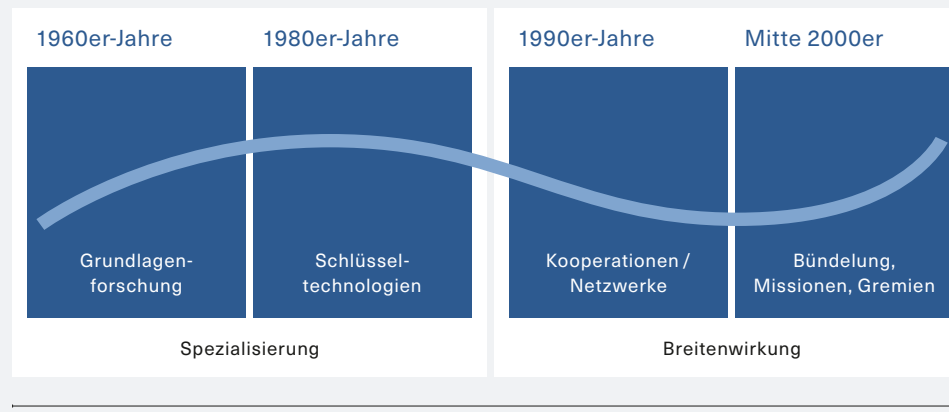 1960er-Jahre
1980er-Jahre
1990er-Jahre
Mitte 2000er
Grundlagen-
forschung
Schlüssel-
technologien
Kooperationen /
Netzwerke
Bündelung,
Missionen, Gremien
Spezialisierung
Breitenwirkung